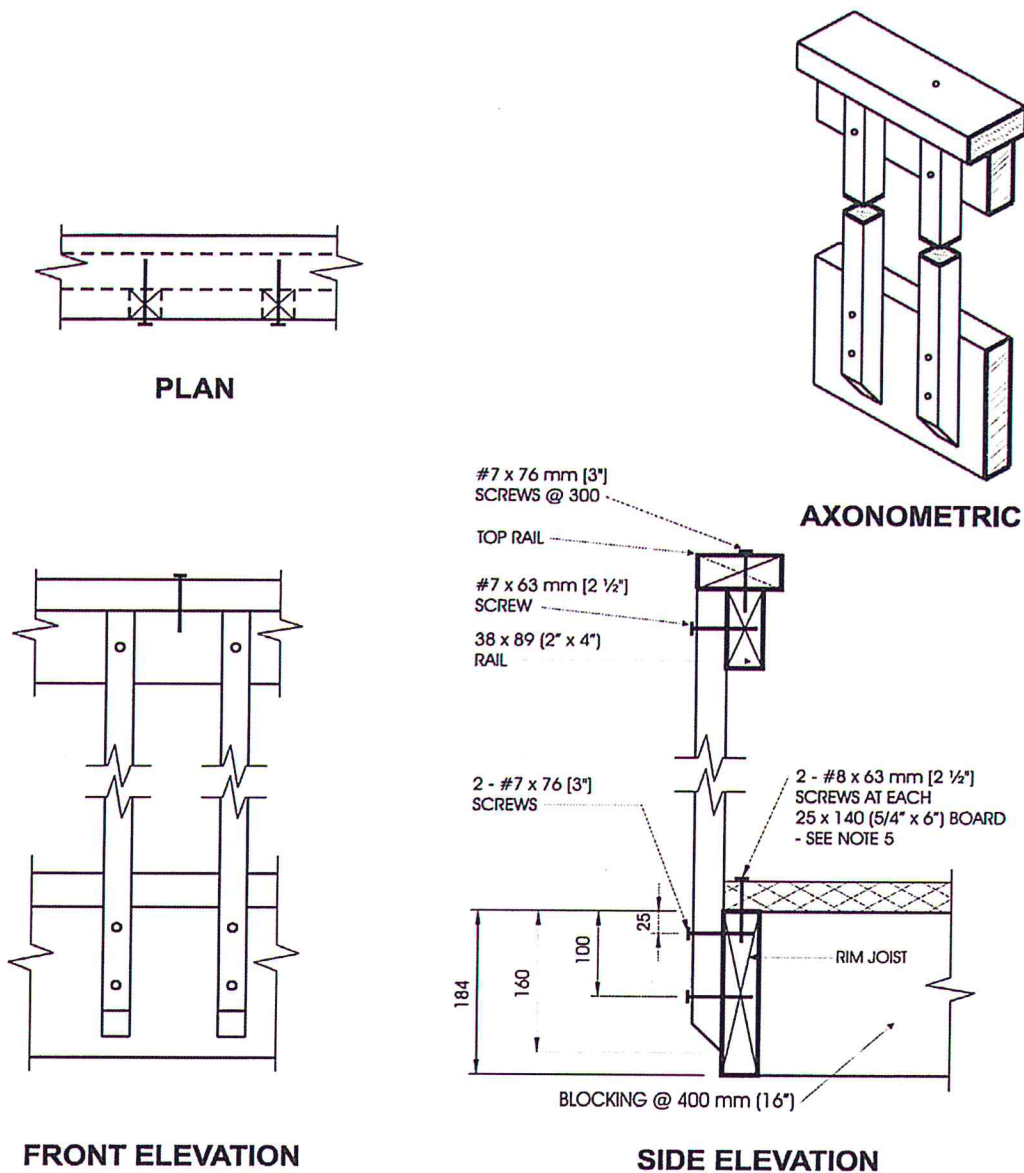 PLAN
#7 x 76 mm [3"]
SCREWS @ 300
TOP RAIL
#7 x 63 mm [2 ½"]
SCREW
38 x 89 (2" x 4")
RAIL
AXONOMETRIC
2 - #7 x 76 [3"]
SCREWS
2 - #8 x 63 mm [2 ½"]
SCREWS AT EACH
25 x 140 (5/4" x 6") BOARD
- SEE NOTE 5
25
100
160
184
RIM JOIST
BLOCKING @ 400 mm (16")
FRONT ELEVATION
SIDE ELEVATION